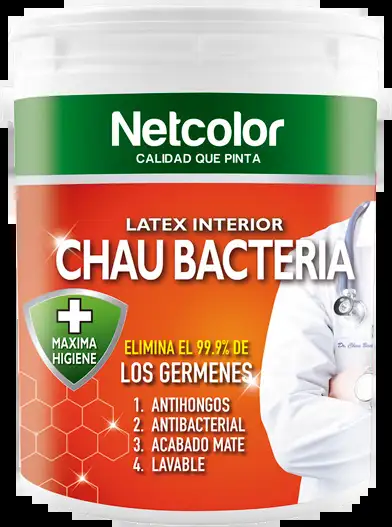 Netcolor
CALIDAD QUE PINTA
LATEX INTERIOR
CHAU BACTERIA
MAXIMA
HIGIENE
ELIMINA EL 99.9% DE
LOS GERMENES
1. ANTIHONGOS
2. ANTIBACTERIAL
3. ACABADO MATE
4. LAVABLE